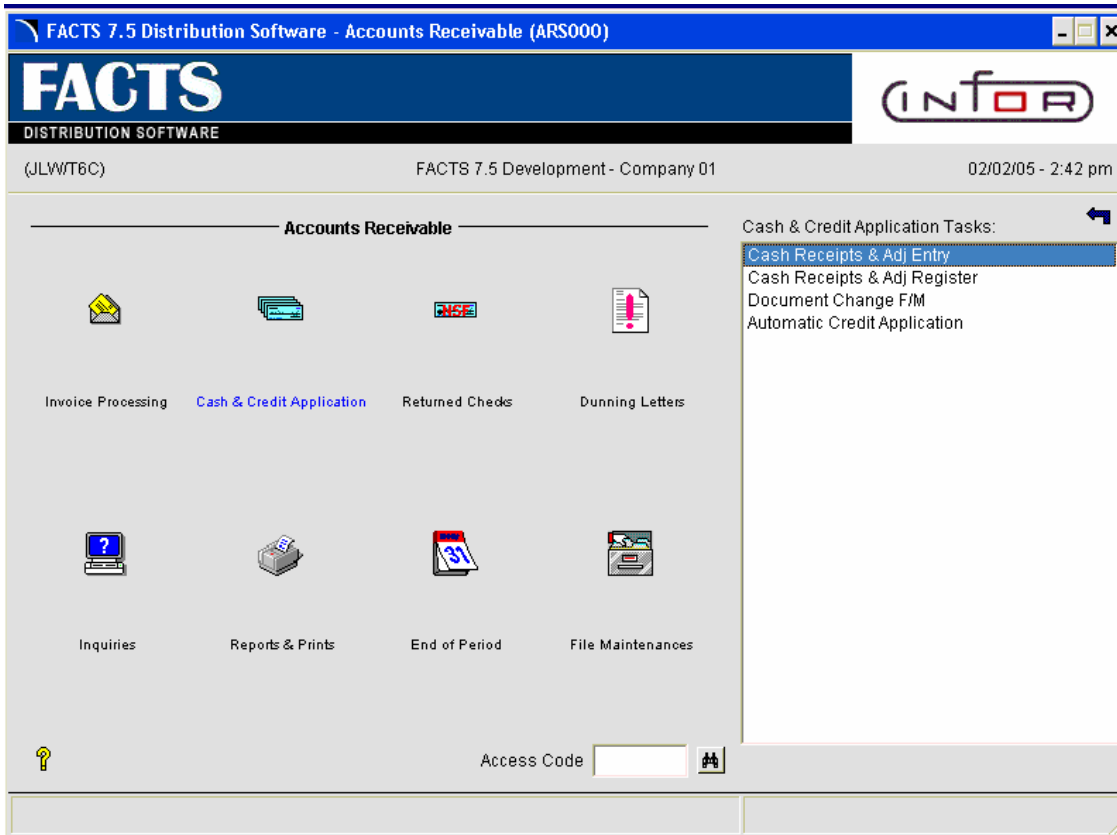 FACTS 7.5 Distribution Software - Accounts Receivable (ARS000)
FACTS
DISTRIBUTION SOFTWARE
infor
(JLW/T6C)
FACTS 7.5 Development - Company 01
02/02/05 - 2:42 pm
Accounts Receivable
Invoice Processing
Cash & Credit Application
NSF
Returned Checks
Dunning Letters
?
Inquiries
Reports & Prints
31
End of Period
File Maintenances
Cash & Credit Application Tasks:
Cash Receipts & Adj Entry
Cash Receipts & Adj Register
Document Change F/M
Automatic Credit Application
?
Access Code